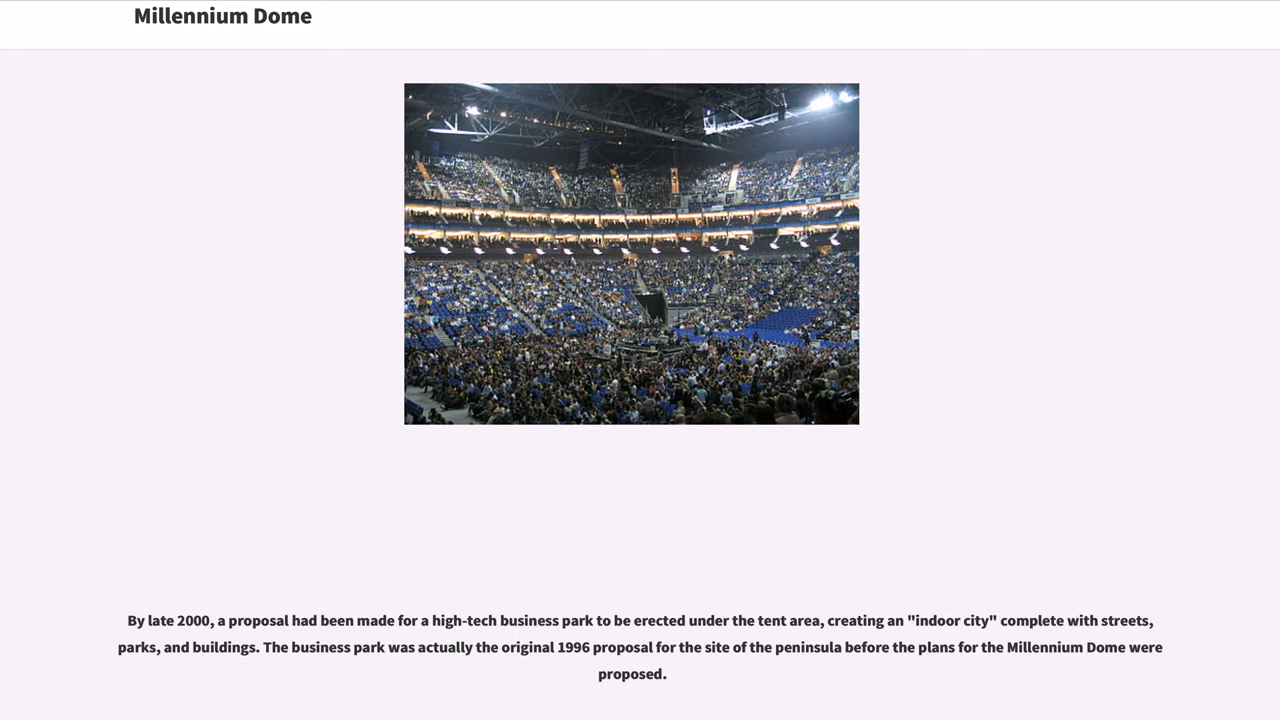 Millennium Dome
By late 2000, a proposal had been made for a high-tech business park to be erected under the tent area, creating an "indoor city" complete with streets,
parks, and buildings. The business park was actually the original 1996 proposal for the site of the peninsula before the plans for the Millennium Dome were
proposed.